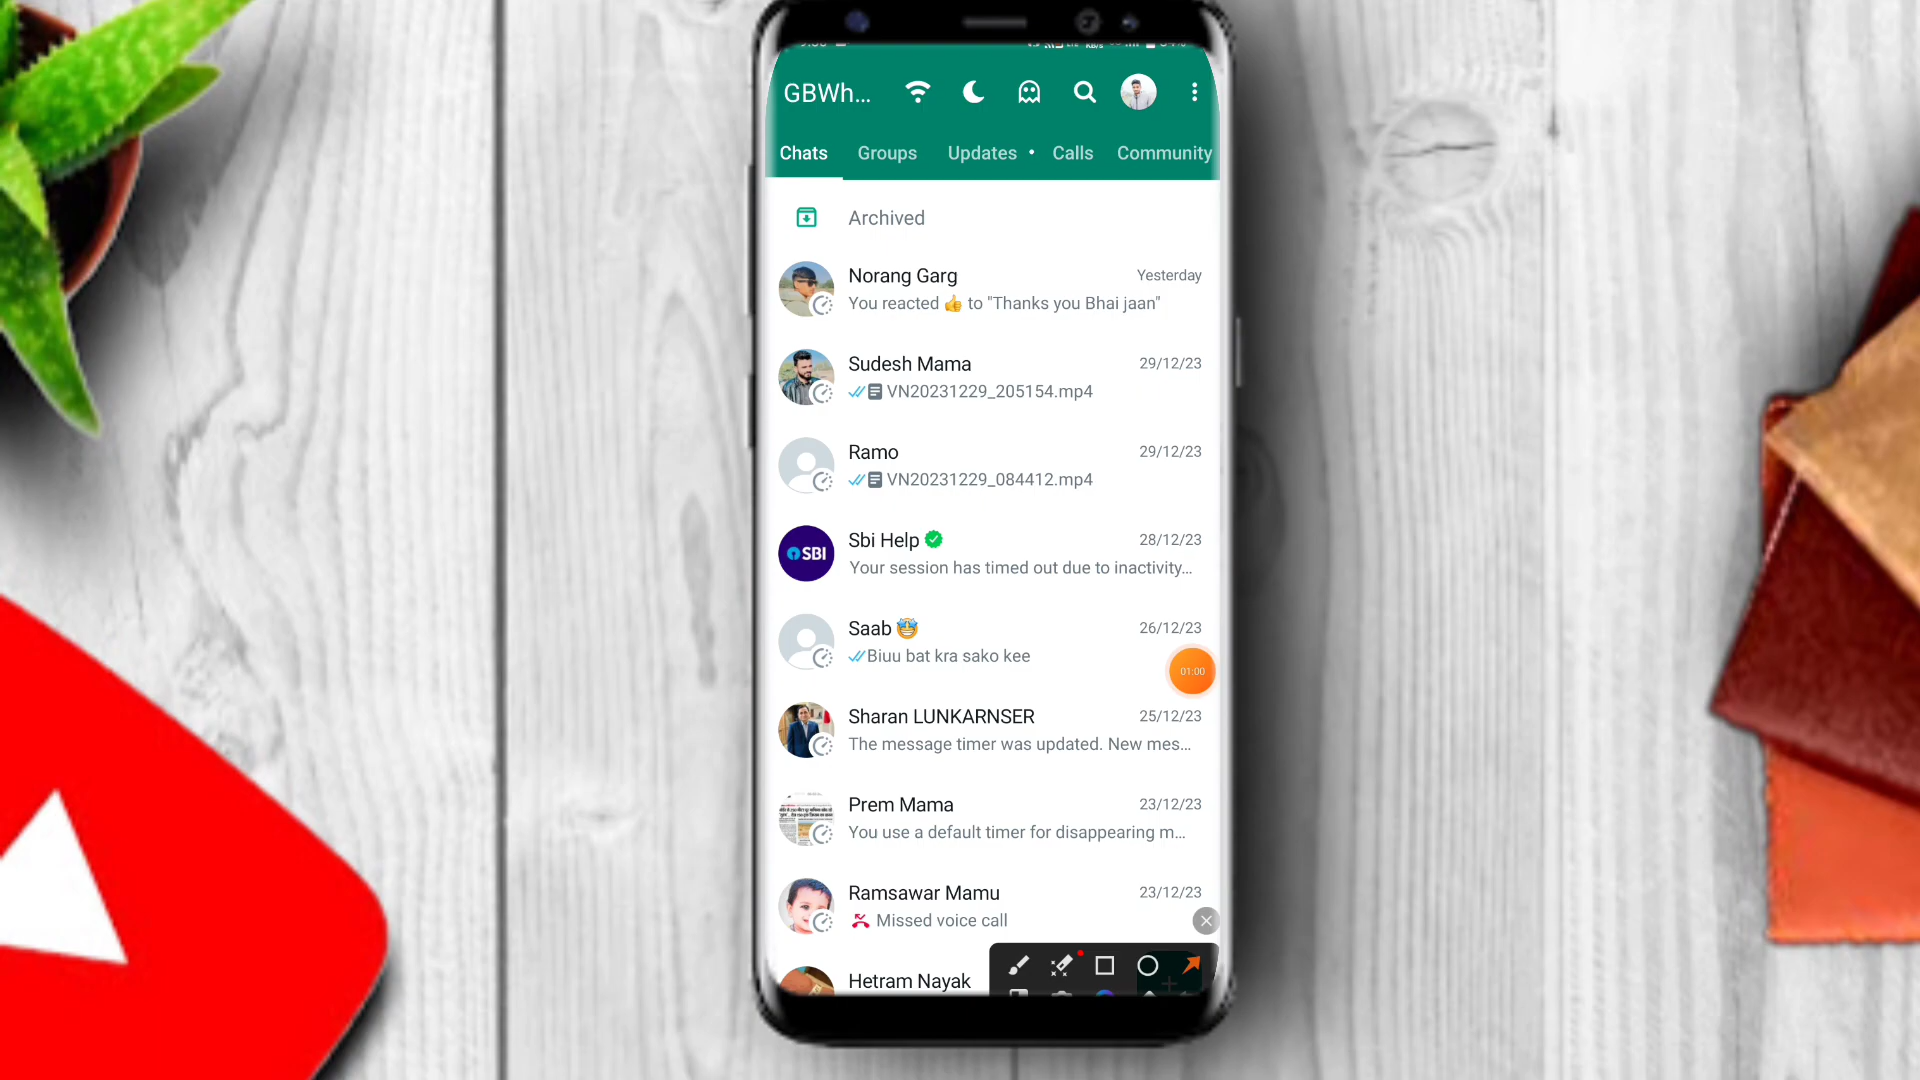 GBWh...
Chats Groups Updates • Calls Community
Archived
Norang Garg Yesterday
You reacted 👍 to "Thanks you Bhai jaan"
Sudesh Mama 29/12/23
VN20231229_205154.mp4
Ramo 29/12/23
VN20231229_084412.mp4
SBI
Sbi Help 28/12/23
Your session has timed out due to inactivity...
Saab 🤩 26/12/23
Biuu bat kra sako kee
01:00
Sharan LUNKARNSER 25/12/23
The message timer was updated. New mes...
Prem Mama 23/12/23
You use a default timer for disappearing m...
Ramsawar Mamu 23/12/23
Missed voice call
Hetram Nayak